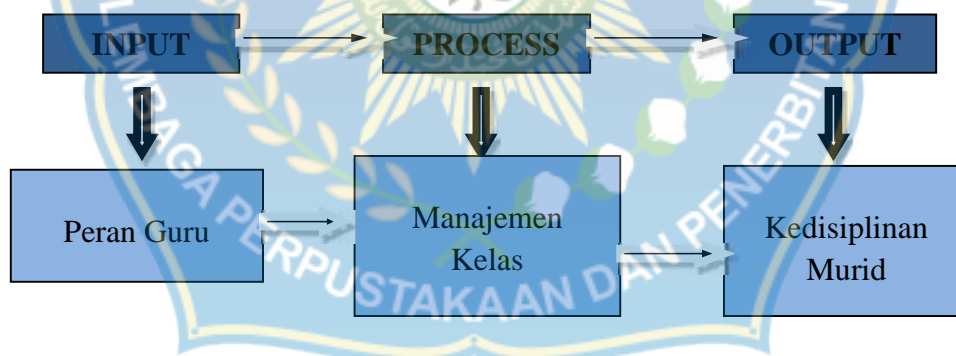 INPUT
PROCESS
OUTPUT
Peran Guru
Manajemen
Kelas
Kedisiplinan
Murid
LEMBAGA PERPUSTAKAAN DAN PENERBITAN